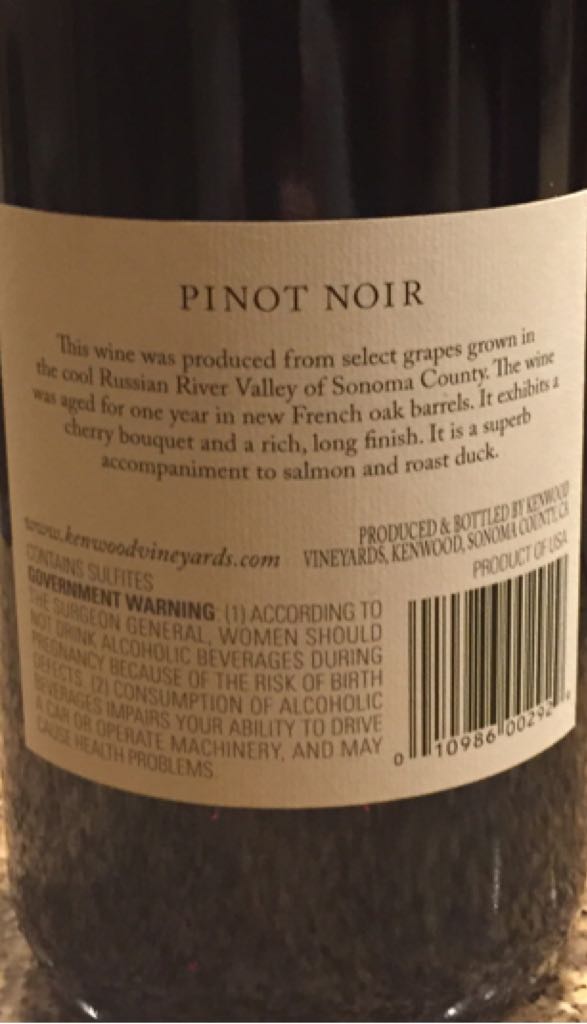 PINOT NOIR
This wine was produced from select grapes grown in
the cool Russian River Valley of Sonoma County. The wine
was aged for one year in new French oak barrels. It exhibits a
cherry bouquet and a rich, long finish. It is a superb
accompaniment to salmon and roast duck.
www.kenwoodvineyards.com
PRODUCED & BOTTLED BY KENWOOD
VINEYARDS, KENWOOD, SONOMA COUNTY, CA
PRODUCT OF USA
CONTAINS SULFITES
GOVERNMENT WARNING: (1) ACCORDING TO
THE SURGEON GENERAL, WOMEN SHOULD
NOT DRINK ALCOHOLIC BEVERAGES DURING
PREGNANCY BECAUSE OF THE RISK OF BIRTH
DEFECTS. (2) CONSUMPTION OF ALCOHOLIC
BEVERAGES IMPAIRS YOUR ABILITY TO DRIVE
A CAR OR OPERATE MACHINERY, AND MAY
CAUSE HEALTH PROBLEMS.
0 10986 00292